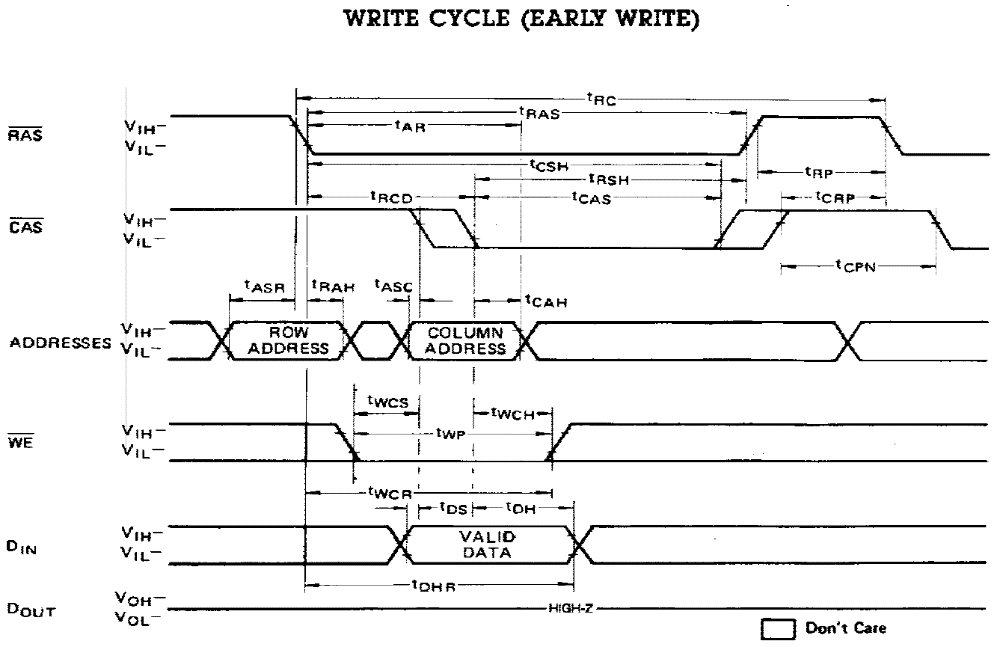 WRITE CYCLE (EARLY WRITE)
tRC
tRAS
tAR
RAS
VIH
VIL
tCSH
tRSH
tRP
tRCD
tCAS
tCRP
CAS
VIH
VIL
tCPN
tASR
tRAH
tASC
tCAH
ADDRESSES
VIH
VIL
ROW
ADDRESS
COLUMN
ADDRESS
tWCS
tWCH
WE
VIH
VIL
tWP
tWCR
tDS
tDH
DIN
VIH
VIL
VALID
DATA
tDHR
DOUT
VOH
VOL
HIGH-Z
Don't Care